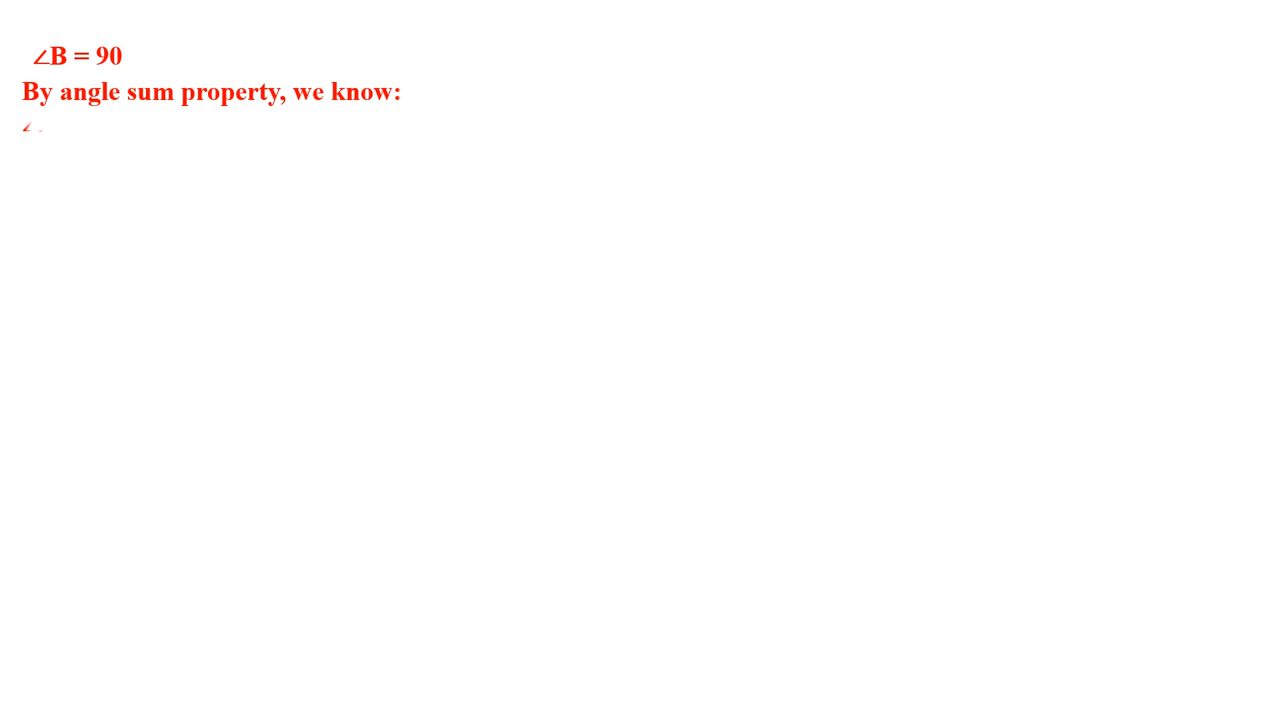 ∠B = 90
By angle sum property, we know:
∠